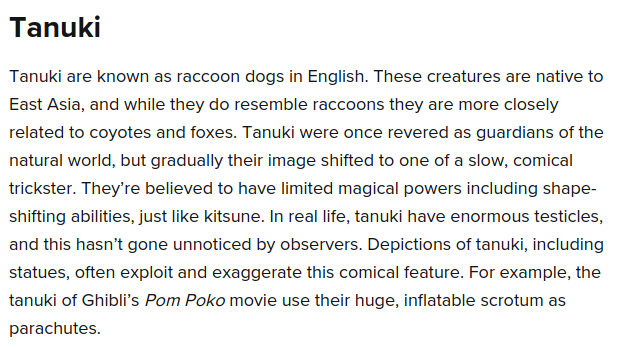 Tanuki
Tanuki are known as raccoon dogs in English. These creatures are native to
East Asia, and while they do resemble raccoons they are more closely
related to coyotes and foxes. Tanuki were once revered as guardians of the
natural world, but gradually their image shifted to one of a slow, comical
trickster. They’re believed to have limited magical powers including shape-
shifting abilities, just like kitsune. In real life, tanuki have enormous testicles,
and this hasn’t gone unnoticed by observers. Depictions of tanuki, including
statues, often exploit and exaggerate this comical feature. For example, the
tanuki of Ghibli’s Pom Poko movie use their huge, inflatable scrotum as
parachutes.